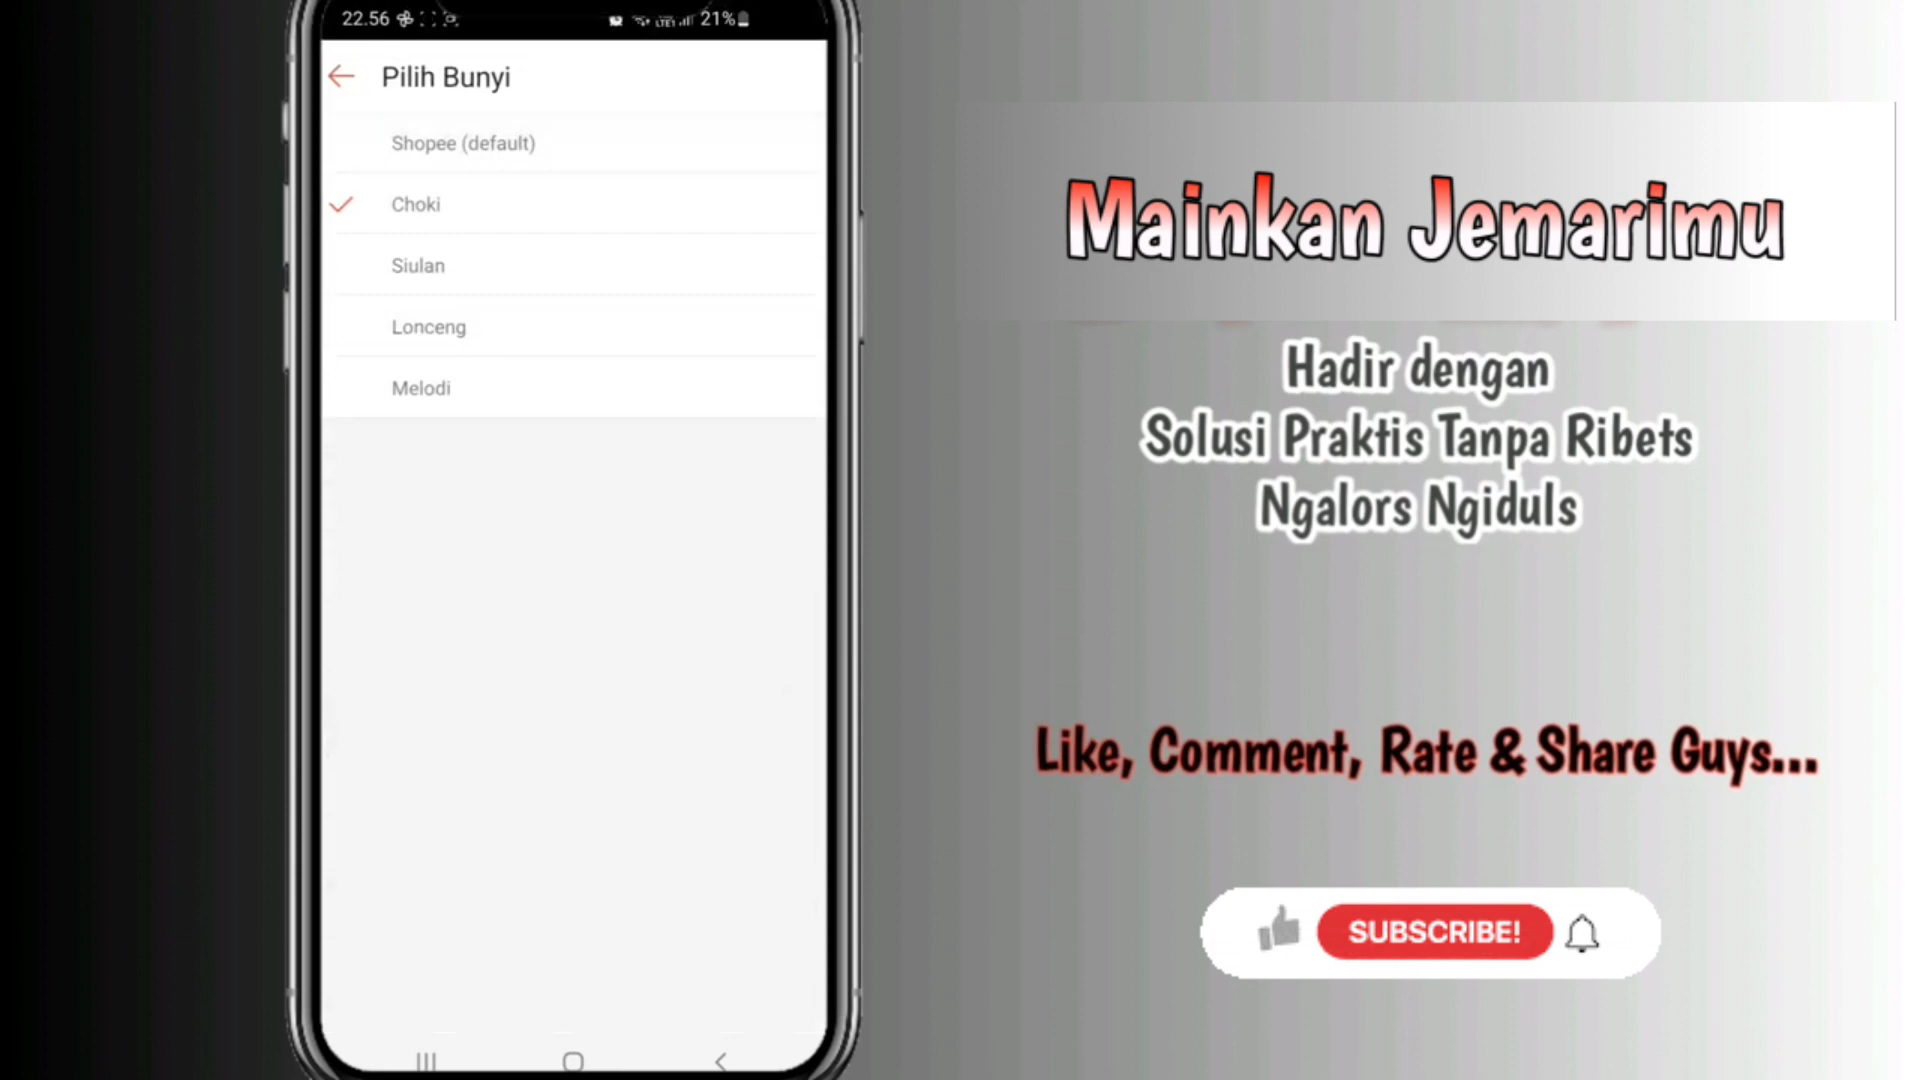 22.56
21%
Pilih Bunyi
Shopee (default)
Choki
Siulan
Lonceng
Melodi
Mainkan Jemarimu
Hadir dengan
Solusi Praktis Tanpa Ribets
Ngalors Ngiduls
Like, Comment, Rate & Share Guys...
SUBSCRIBE!